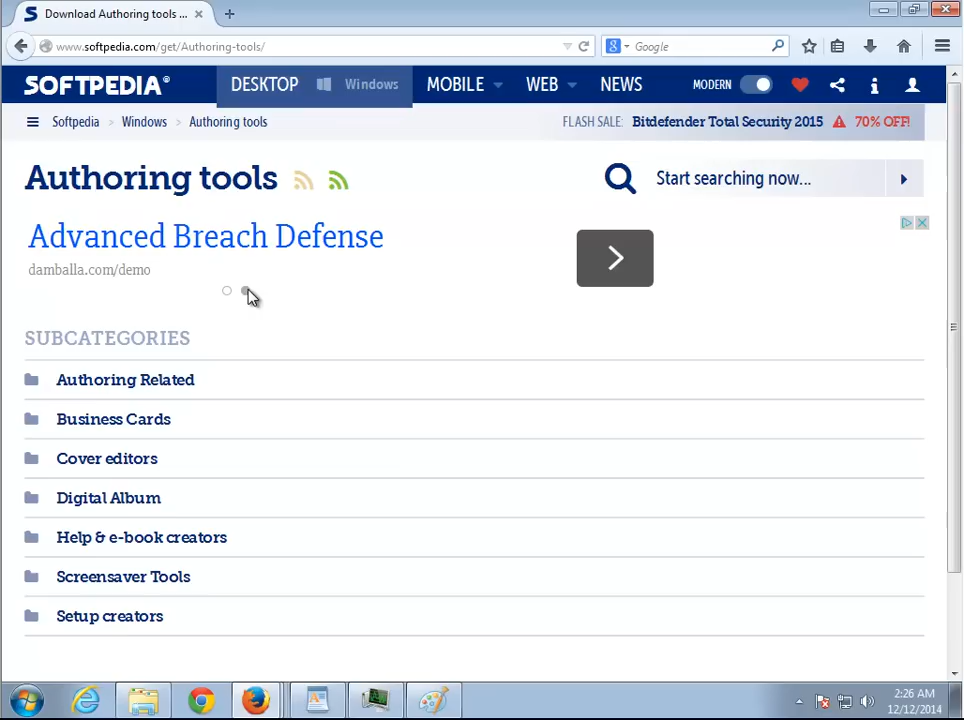 Download Authoring tools ...
www.softpedia.com/get/Authoring-tools/
Google
SOFTPEDIA®
DESKTOP
Windows
MOBILE
WEB
NEWS
MODERN
Softpedia > Windows > Authoring tools
FLASH SALE: Bitdefender Total Security 2015 70% OFF!
Authoring tools
Start searching now...
Advanced Breach Defense
damballa.com/demo
SUBCATEGORIES
Authoring Related
Business Cards
Cover editors
Digital Album
Help & e-book creators
Screensaver Tools
Setup creators
2:26 AM
12/12/2014